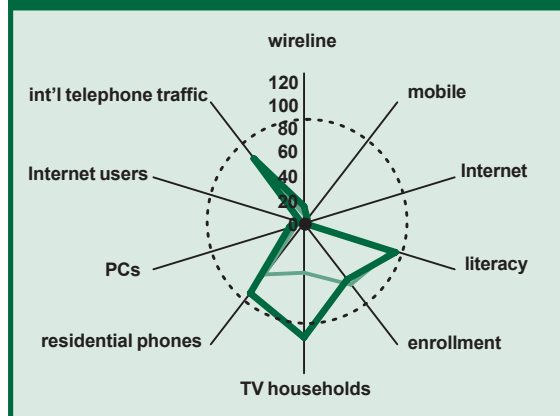 wireline
120
int'l telephone traffic
mobile
100
80
60
Internet users
Internet
40
20
0
PCs
literacy
residential phones
enrollment
TV households